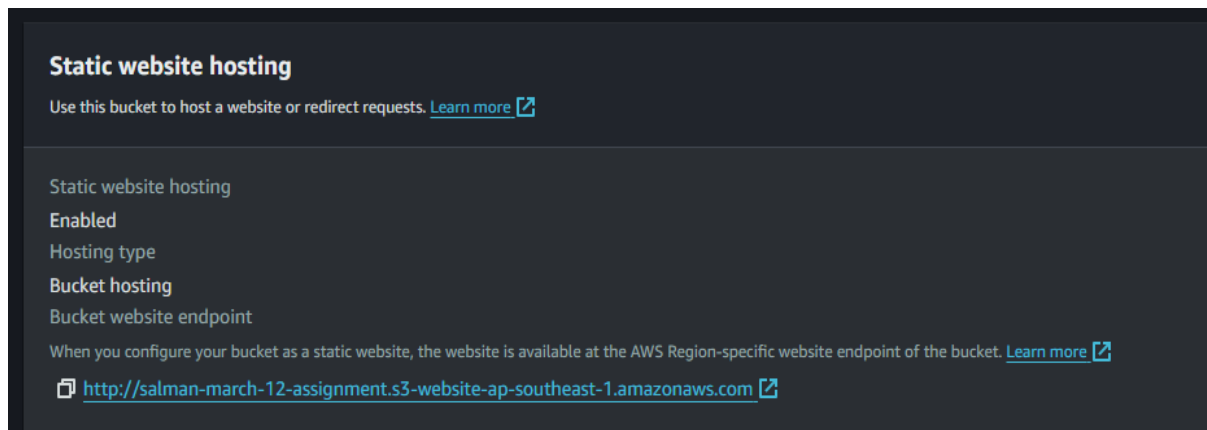 Static website hosting
Use this bucket to host a website or redirect requests. Learn more
Static website hosting
Enabled
Hosting type
Bucket hosting
Bucket website endpoint
When you configure your bucket as a static website, the website is available at the AWS Region-specific website endpoint of the bucket. Learn more
http://salman-march-12-assignment.s3-website-ap-southeast-1.amazonaws.com